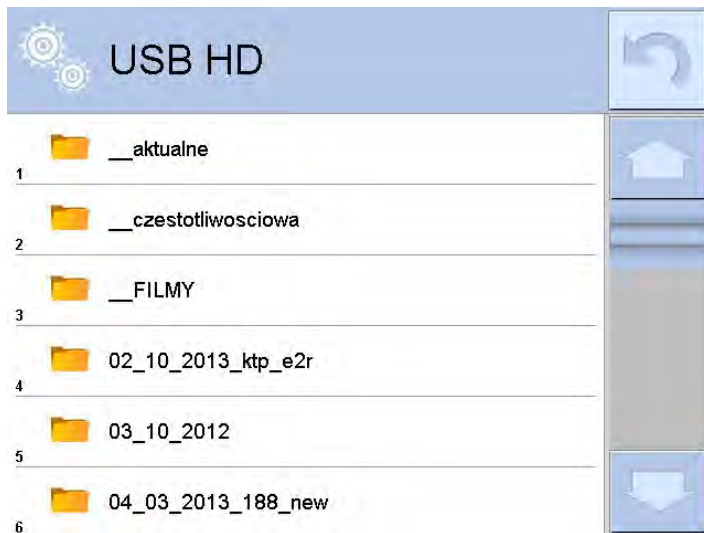 USB HD
__aktualne
1
__czestotliwosciowa
2
__FILMY
3
02_10_2013_ktp_e2r
4
03_10_2012
5
04_03_2013_188_new
6